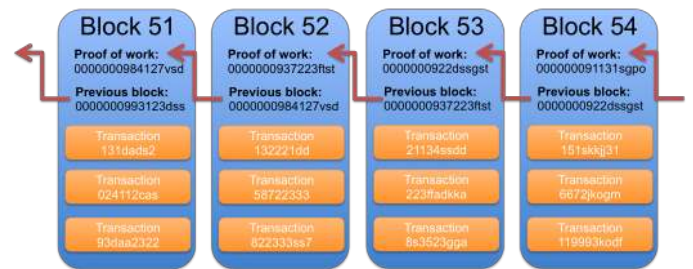 Block 51
Proof of work:
0000000984127vsd
Previous block:
0000000993123dss
Transaction
131dads2
Transaction
024112cas
Transaction
93daa2322
Block 52
Proof of work:
0000000937223ftst
Previous block:
0000000984127vsd
Transaction
132221dd
Transaction
58722333
Transaction
822333ss7
Block 53
Proof of work:
0000000922dssgst
Previous block:
0000000937223ftst
Transaction
21134ssdd
Transaction
223ffadkka
Transaction
8s3523gga
Block 54
Proof of work:
000000091131sgpo
Previous block:
0000000922dssgst
Transaction
151skkjj31
Transaction
6672jkogm
Transaction
119993kodf